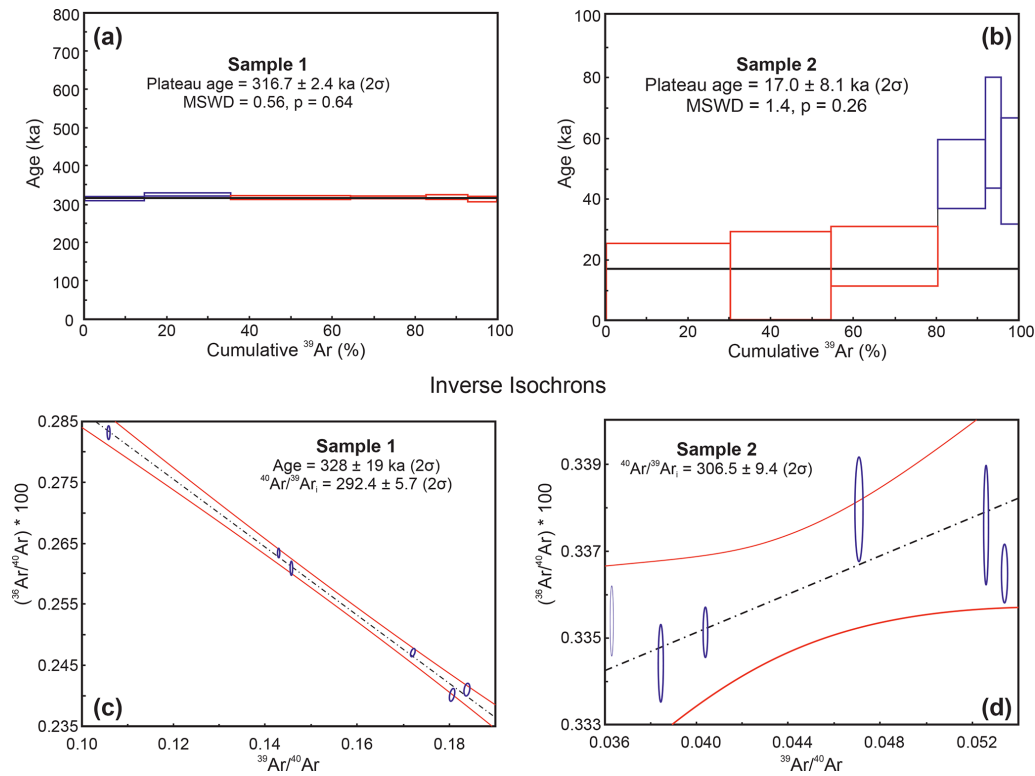 (a)
Sample 1
Plateau age = 316.7 ± 2.4 ka (2σ)
MSWD = 0.56, p = 0.64
Age (ka)
800
700
600
500
400
300
200
100
0
0 20 40 60 80 100
Cumulative ³⁹Ar (%)
(b)
Sample 2
Plateau age = 17.0 ± 8.1 ka (2σ)
MSWD = 1.4, p = 0.26
Age (ka)
100
80
60
40
20
0
0 20 40 60 80 100
Cumulative ³⁹Ar (%)
Inverse Isochrons
Sample 1
Age = 328 ± 19 ka (2σ)
⁴⁰Ar/³⁹Arᵢ = 292.4 ± 5.7 (2σ)
(³⁶Ar/⁴⁰Ar) * 100
0.285
0.275
0.265
0.255
0.245
0.235
(c)
0.10 0.12 0.14 0.16 0.18
³⁹Ar/⁴⁰Ar
Sample 2
⁴⁰Ar/³⁹Arᵢ = 306.5 ± 9.4 (2σ)
(³⁶Ar/⁴⁰Ar) * 100
0.339
0.337
0.335
0.333
(d)
0.036 0.040 0.044 0.048 0.052
³⁹Ar/⁴⁰Ar